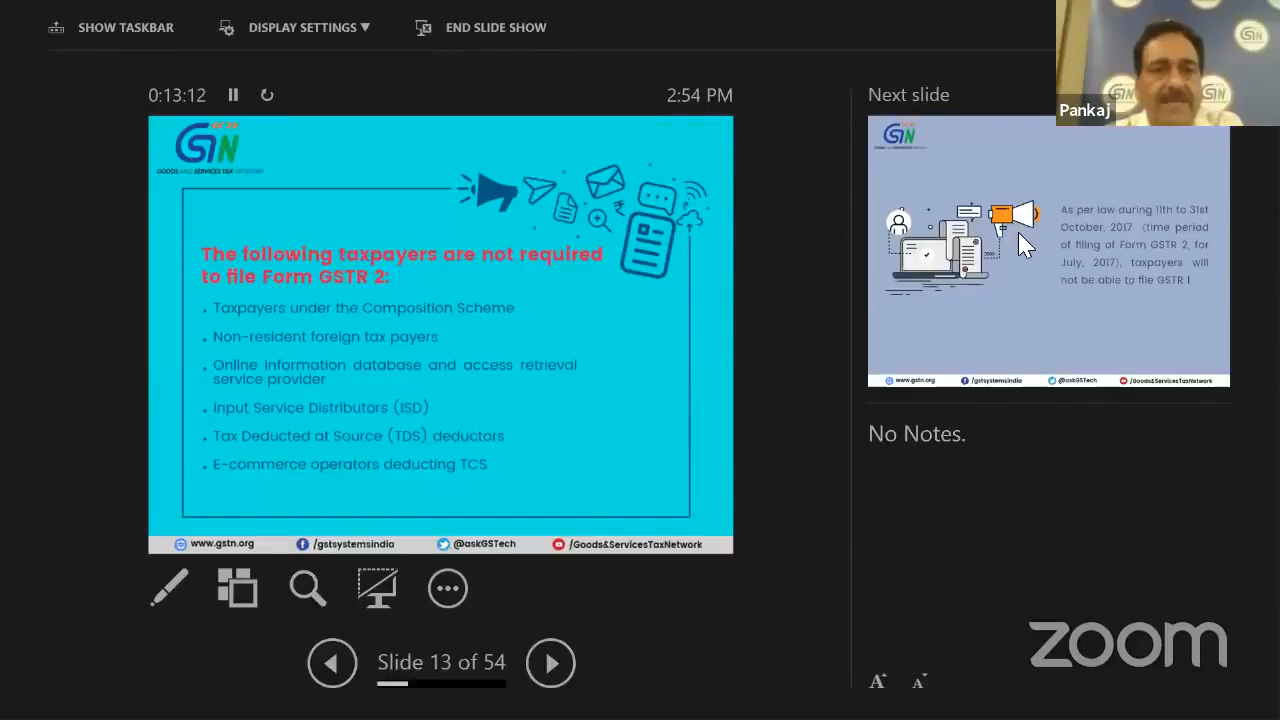 SHOW TASKBAR
DISPLAY SETTINGS ▼
END SLIDE SHOW
0:13:12
2:54 PM
GSTN
GOODS AND SERVICES TAX NETWORK
The following taxpayers are not required
to file Form GSTR 2:
• Taxpayers under the Composition Scheme
• Non-resident foreign tax payers
• Online information database and access retrieval
service provider
• Input Service Distributors (ISD)
• Tax Deducted at Source (TDS) deductors
• E-commerce operators deducting TCS
www.gstn.org
/gstsystemsindia
@askGSTech
/Goods&ServicesTaxNetwork
Slide 13 of 54
Next slide
Pankaj
As per law during 11th to 31st
October, 2017 (time period
of filing of Form GSTR 2, for
July, 2017), taxpayers will
not be able to file GSTR 1
www.gstn.org
/gstsystemsindia
@askGSTech
/Goods&ServicesTaxNetwork
No Notes.
zoom
A A